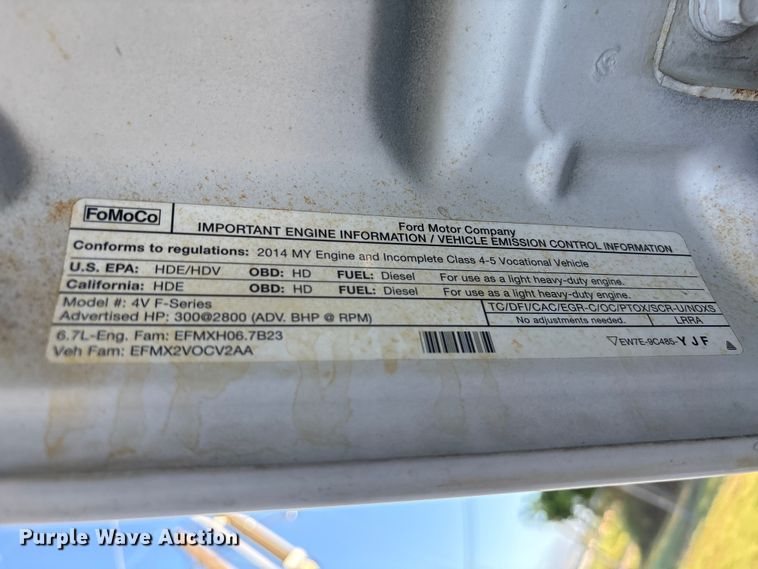 FoMoCo
Ford Motor Company
IMPORTANT ENGINE INFORMATION / VEHICLE EMISSION CONTROL INFORMATION
Conforms to regulations: 2014 MY Engine and Incomplete Class 4-5 Vocational Vehicle
U.S. EPA: HDE/HDV OBD: HD FUEL: Diesel For use as a light heavy-duty engine.
California: HDE OBD: HD FUEL: Diesel For use as a light heavy-duty engine.
Model #: 4V F-Series
TC/DFI/CAC/EGR-C/OC/PTOX/SCR-U/NOXS
Advertised HP: 300@2800 (ADV. BHP @ RPM)
No adjustments needed. LRRA
6.7L-Eng. Fam: EFMXH06.7B23
Veh Fam: EFMX2VOCV2AA
EW7E-9C485-YJF
Purple Wave Auction